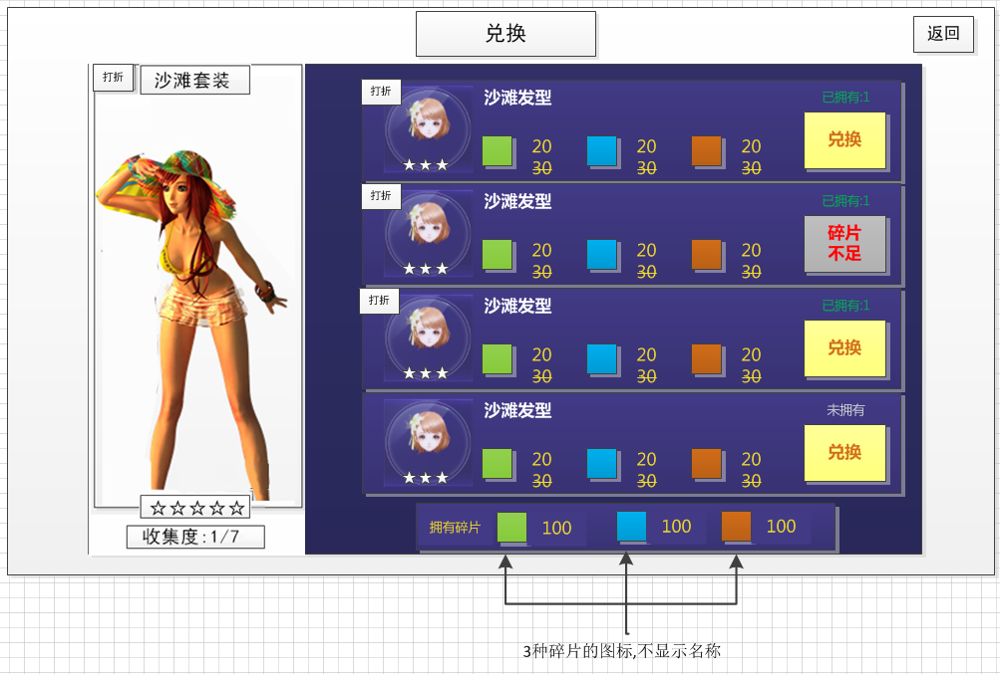 兑换
返回
打折
沙滩套装
☆☆☆☆☆
收集度:1/7
打折
沙滩发型
已拥有:1
★★★
20 20 20
30 30 30
兑换
打折
沙滩发型
已拥有:1
★★★
20 20 20
30 30 30
碎片
不足
打折
沙滩发型
已拥有:1
★★★
20 20 20
30 30 30
兑换
沙滩发型
未拥有
★★★
20 20 20
30 30 30
兑换
拥有碎片 100 100 100
3种碎片的图标,不显示名称